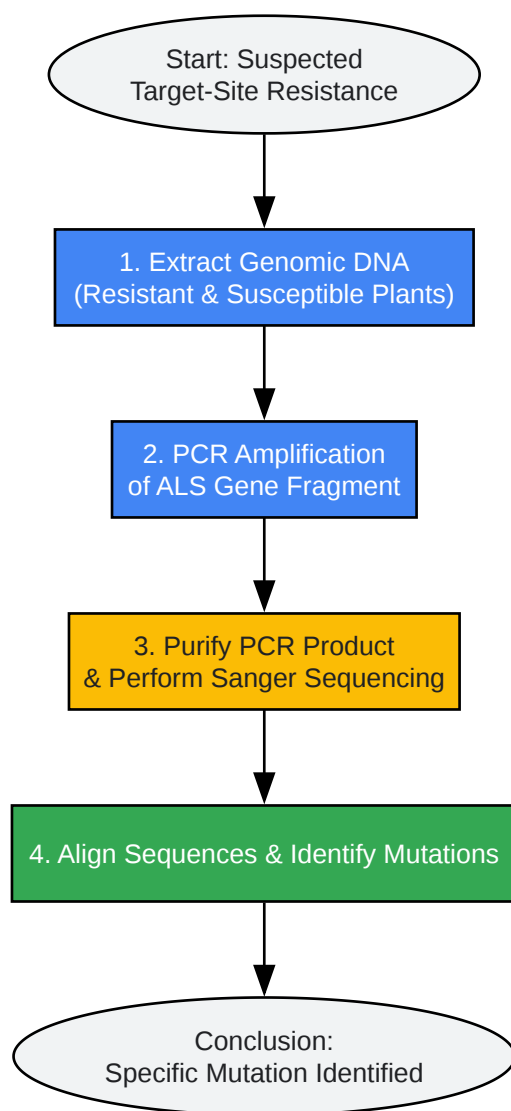 Start: Suspected
Target-Site Resistance
1. Extract Genomic DNA
(Resistant & Susceptible Plants)
2. PCR Amplification
of ALS Gene Fragment
3. Purify PCR Product
& Perform Sanger Sequencing
4. Align Sequences & Identify Mutations
Conclusion:
Specific Mutation Identified